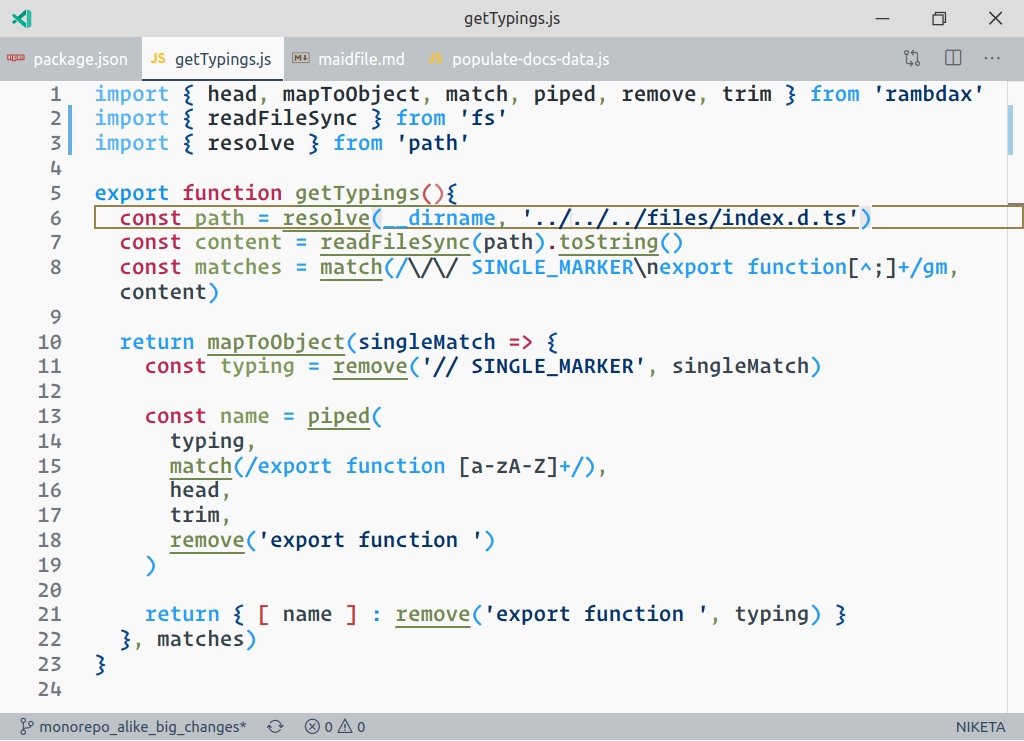 getTypings.js
npm package.json JS getTypings.js M↓ maidfile.md JS populate-docs-data.js ···
1 import { head, mapToObject, match, piped, remove, trim } from 'rambdax'
2 import { readFileSync } from 'fs'
3 import { resolve } from 'path'
4
5 export function getTypings(){
6   const path = resolve(__dirname, '../../../files/index.d.ts')
7   const content = readFileSync(path).toString()
8   const matches = match(/\/\/ SINGLE_MARKER\nexport function[^;]+/gm,
  content)
9
10   return mapToObject(singleMatch => {
11     const typing = remove('// SINGLE_MARKER', singleMatch)
12
13     const name = piped(
14       typing,
15       match(/export function [a-zA-Z]+/),
16       head,
17       trim,
18       remove('export function ')
19     )
20
21     return { [ name ] : remove('export function ', typing) }
22   }, matches)
23 }
24
monorepo_alike_big_changes* 0 0 NIKETA